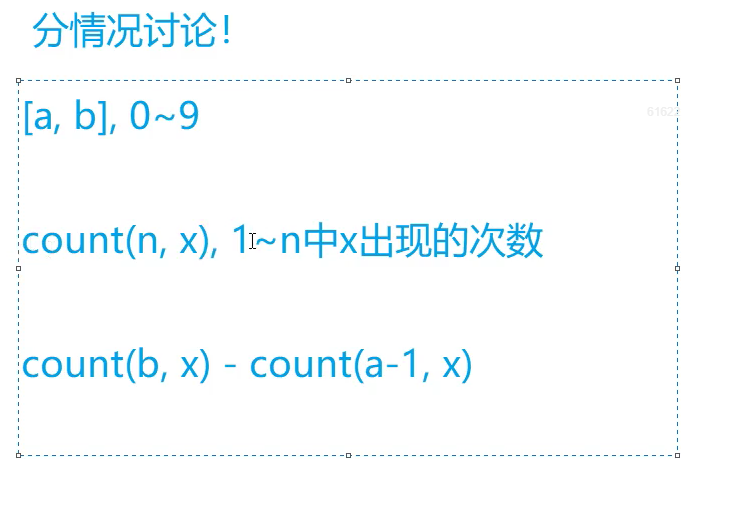 分情况讨论！
[a, b], 0~9
count(n, x), 1~n中x出现的次数
count(b, x) - count(a-1, x)